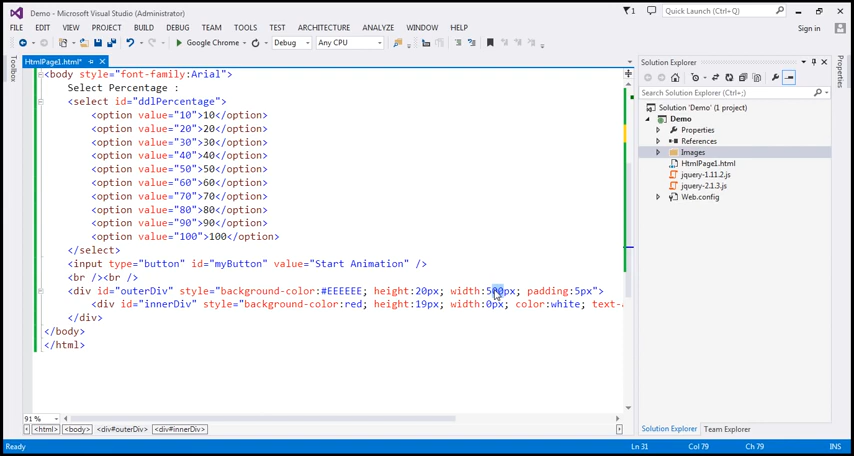 Demo - Microsoft Visual Studio (Administrator)
1
Quick Launch (Ctrl+Q)
FILE EDIT VIEW PROJECT BUILD DEBUG TEAM TOOLS TEST ARCHITECTURE ANALYZE WINDOW HELP
Sign in
Google Chrome Debug Any CPU
Toolbox
HtmlPage1.html*
<body style="font-family:Arial">
Select Percentage :
<select id="ddlPercentage">
<option value="10">10</option>
<option value="20">20</option>
<option value="30">30</option>
<option value="40">40</option>
<option value="50">50</option>
<option value="60">60</option>
<option value="70">70</option>
<option value="80">80</option>
<option value="90">90</option>
<option value="100">100</option>
</select>
<input type="button" id="myButton" value="Start Animation" />
<br /><br />
<div id="outerDiv" style="background-color:#EEEEEE; height:20px; width:500px; padding:5px">
<div id="innerDiv" style="background-color:red; height:19px; width:0px; color:white; text-a
</div>
</body>
</html>
91 %
<html> <body> <div#outerDiv> <div#innerDiv>
Solution Explorer
Search Solution Explorer (Ctrl+;)
Solution 'Demo' (1 project)
Demo
Properties
References
Images
HtmlPage1.html
jquery-1.11.2.js
jquery-2.1.3.js
Web.config
Solution Explorer Team Explorer
Properties
Ready Ln 31 Col 79 Ch 79 INS